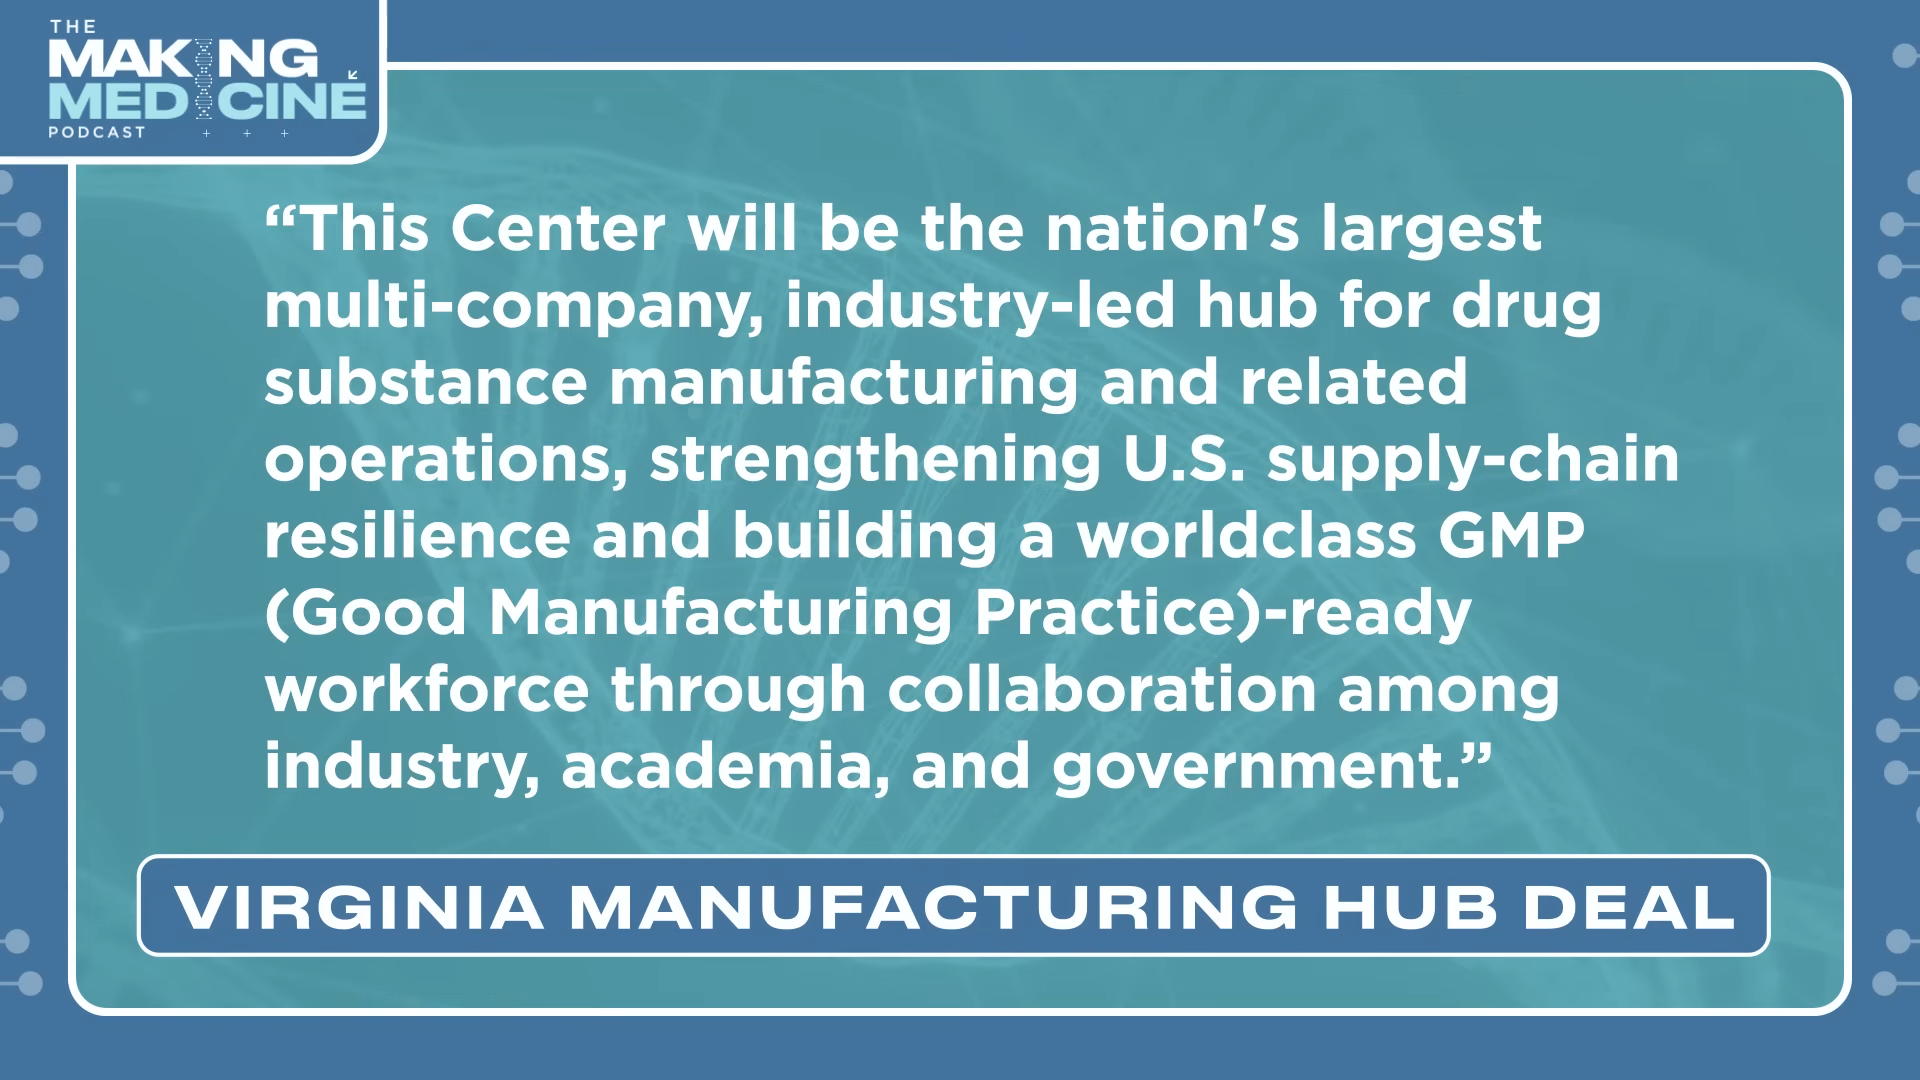 THE
MAKING
MEDICINE
PODCAST
“This Center will be the nation's largest
multi-company, industry-led hub for drug
substance manufacturing and related
operations, strengthening U.S. supply-chain
resilience and building a worldclass GMP
(Good Manufacturing Practice)-ready
workforce through collaboration among
industry, academia, and government.”
VIRGINIA MANUFACTURING HUB DEAL